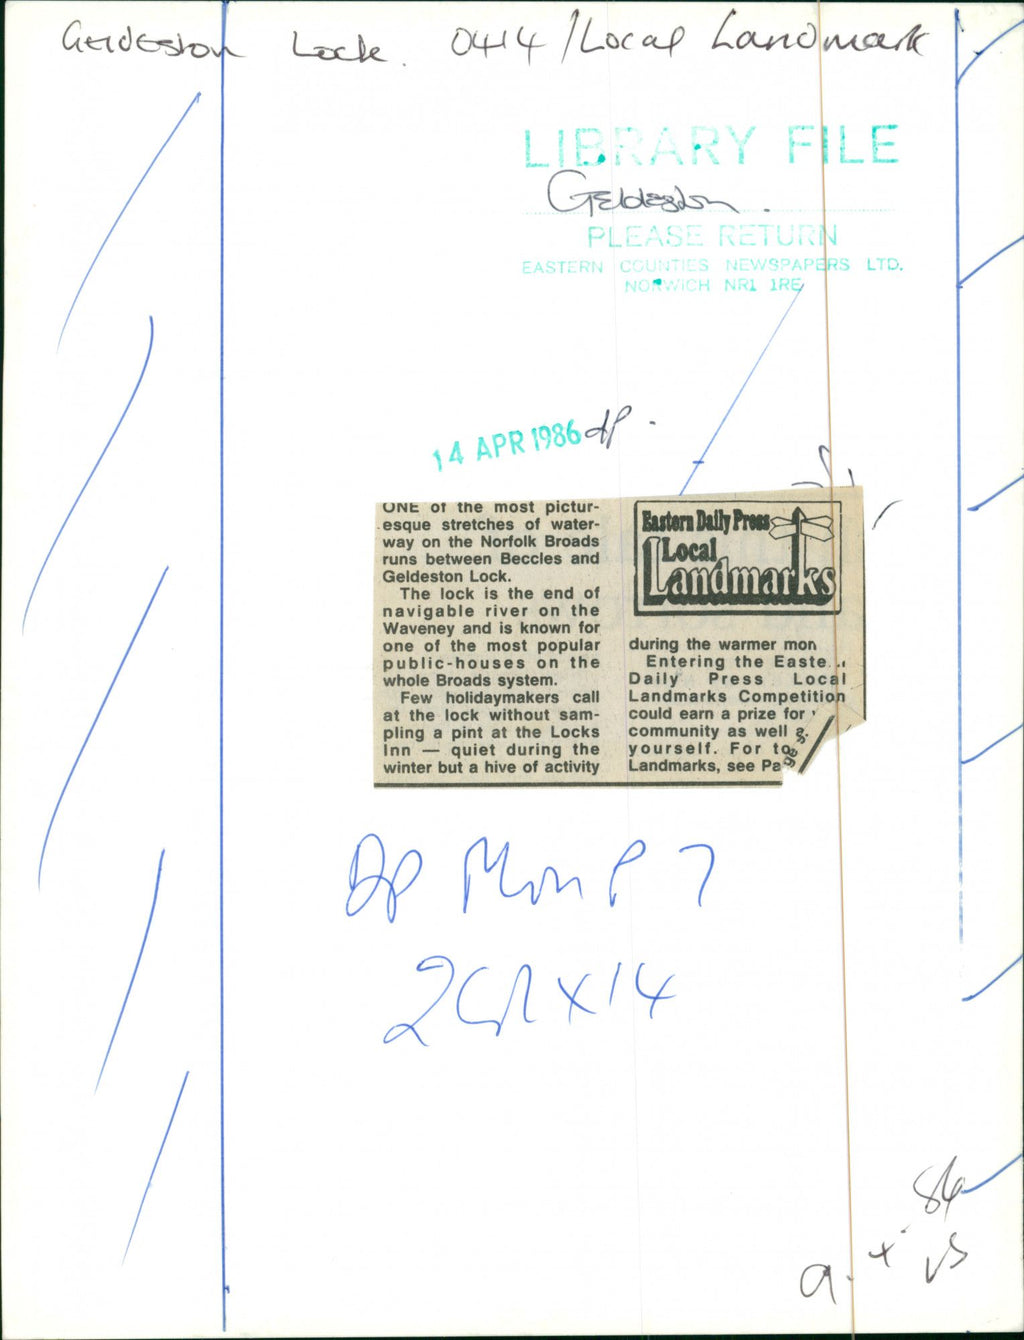 Geldeston Lock. 0414/Local Landmark
LIBRARY FILE
Geldeston.
PLEASE RETURN
EASTERN COUNTIES NEWSPAPERS LTD.
NORWICH NR1 1RE
14 APR 1986
ONE of the most pictur-
esque stretches of water-
way on the Norfolk Broads
runs between Beccles and
Geldeston Lock.
The lock is the end of
navigable river on the
Waveney and is known for
one of the most popular
public-houses on the
whole Broads system.
Few holidaymakers call
at the lock without sam-
pling a pint at the Locks
Inn — quiet during the
winter but a hive of activity
Eastern Daily Press
Local
Landmarks
during the warmer mon
Entering the Easte
Daily Press Local
Landmarks Competition
could earn a prize for
community as well
yourself. For to
Landmarks, see Pa
Mon P 7
x 14
86